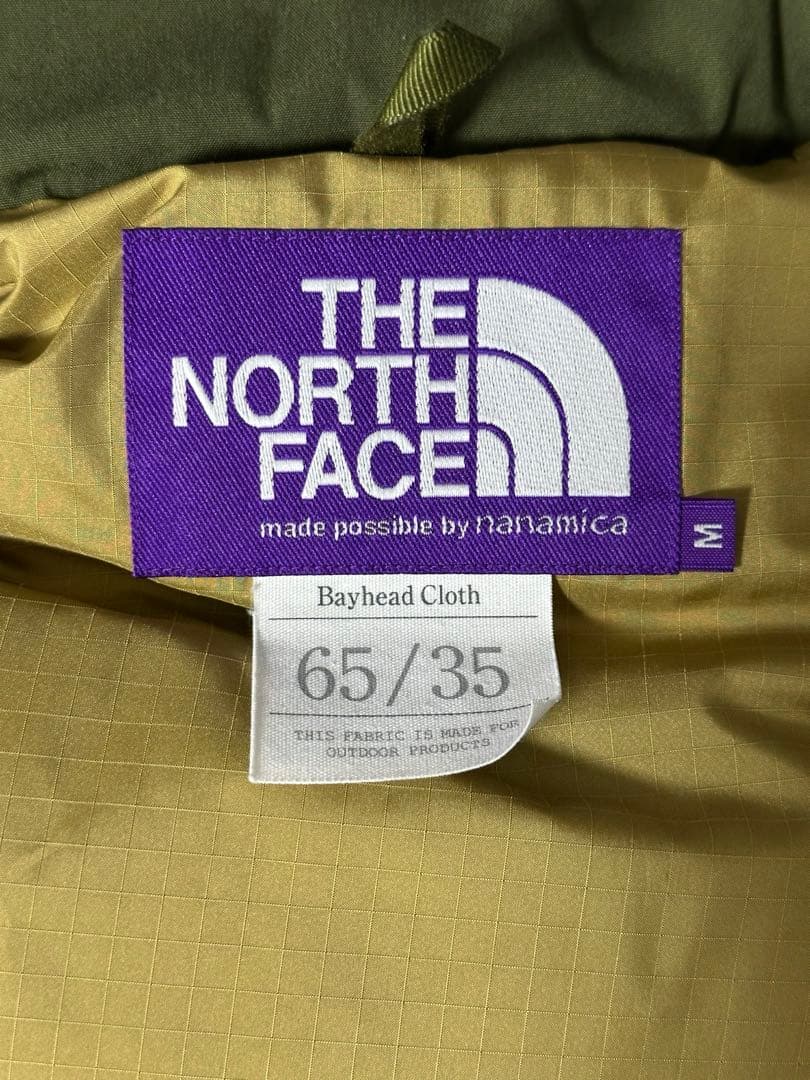 THE
NORTH
FACE
made possible by nanamica
M
Bayhead Cloth
65/35
THIS FABRIC IS MADE FOR
OUTDOOR PRODUCTS